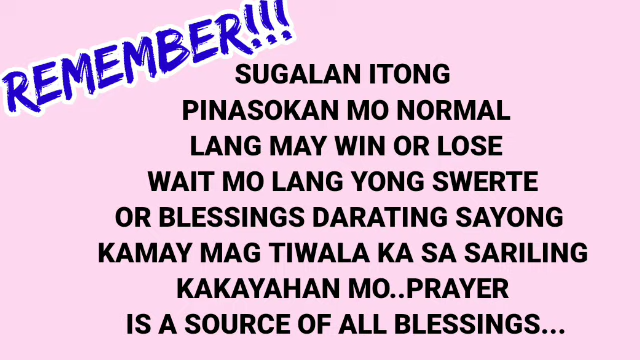 REMEMBER!!!
SUGALAN ITONG
PINASOKAN MO NORMAL
LANG MAY WIN OR LOSE
WAIT MO LANG YONG SWERTE
OR BLESSINGS DARATING SAYONG
KAMAY MAG TIWALA KA SA SARILING
KAKAYAHAN MO..PRAYER
IS A SOURCE OF ALL BLESSINGS...